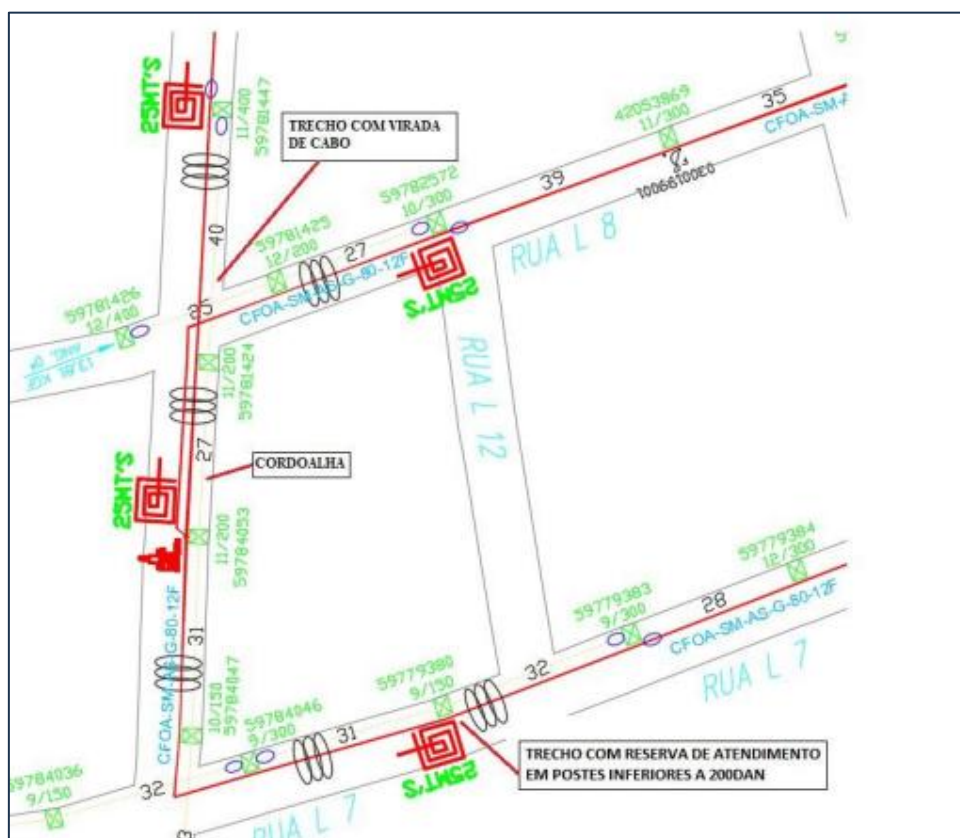 25MT'S
11/400
59781447
TRECHO COM VIRADA
DE CABO
42053869
11/300
35
CFOA-SM-A
0300199001
39
59782572
10/300
RUA L 8
40
59781425
12/200
27
CFOA-SM-AS-G-80-12F
25MT'S
59781426
12/400
25
11/200
59781424
RUA L 12
27
CORDOALHA
25MT'S
11/200
59784053
59779384
12/300
59779383
9/300
28
CFOA-SM-AS-G-80-12F
RUA L 7
32
CFOA-SM-AS-G-80-12F
31
10/150
59784047
59784046
9/300
59779380
9/150
31
25MT'S
TRECHO COM RESERVA DE ATENDIMENTO
EM POSTES INFERIORES A 200DAN
59784036
9/150
32
RUA L 7